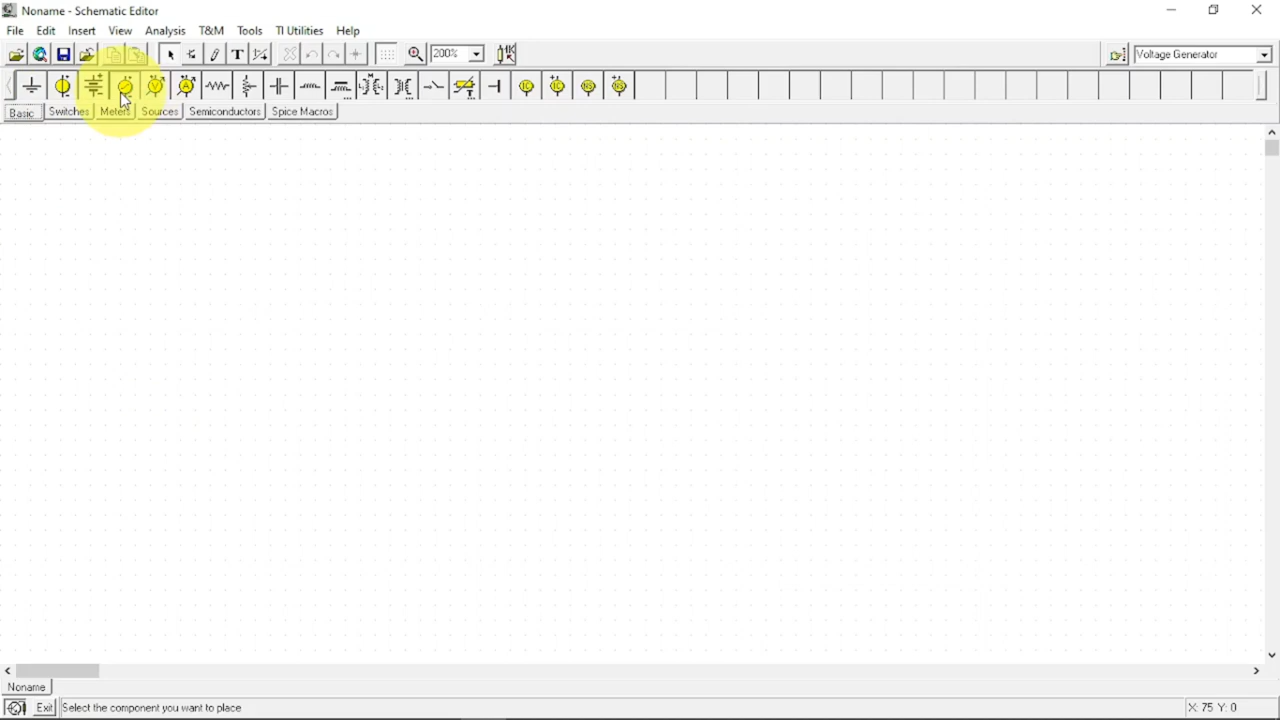 Noname - Schematic Editor
File Edit Insert View Analysis T&M Tools TI Utilities Help
T 200% Voltage Generator
Basic Switches Meters Sources Semiconductors Spice Macros
Noname
Exit Select the component you want to place X: 75 Y: 0